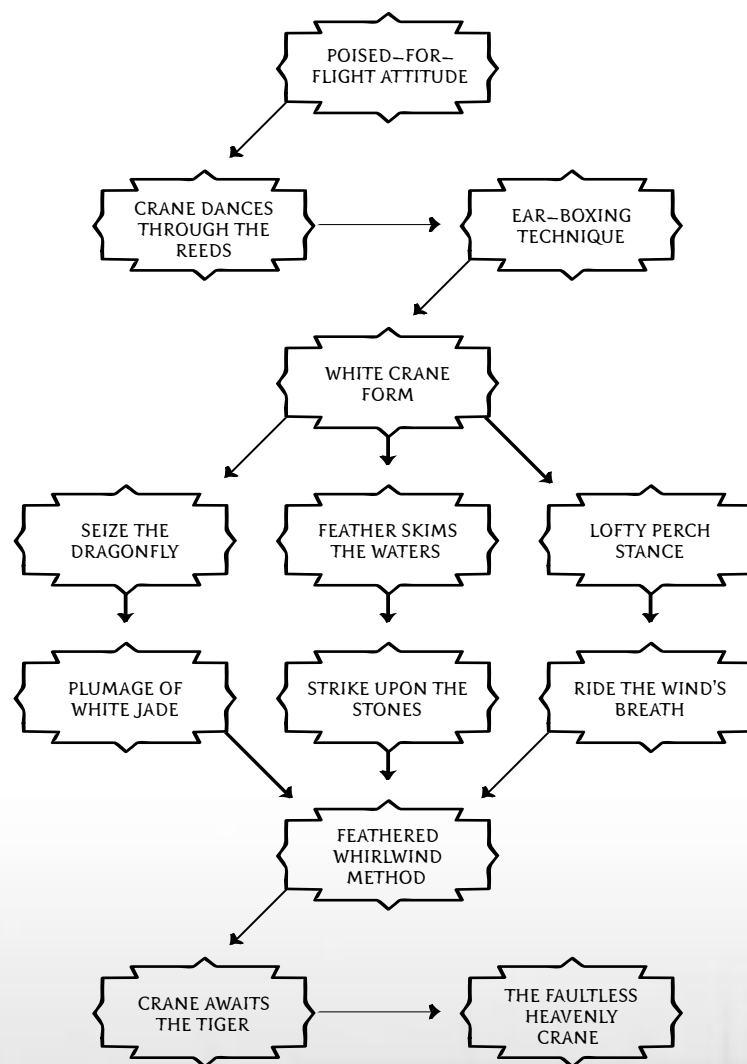 POISED–FOR–
FLIGHT ATTITUDE
CRANE DANCES
THROUGH THE
REEDS
EAR–BOXING
TECHNIQUE
WHITE CRANE
FORM
SEIZE THE
DRAGONFLY
FEATHER SKIMS
THE WATERS
LOFTY PERCH
STANCE
PLUMAGE OF
WHITE JADE
STRIKE UPON THE
STONES
RIDE THE WIND'S
BREATH
FEATHERED
WHIRLWIND
METHOD
CRANE AWAITS
THE TIGER
THE FAULTLESS
HEAVENLY
CRANE